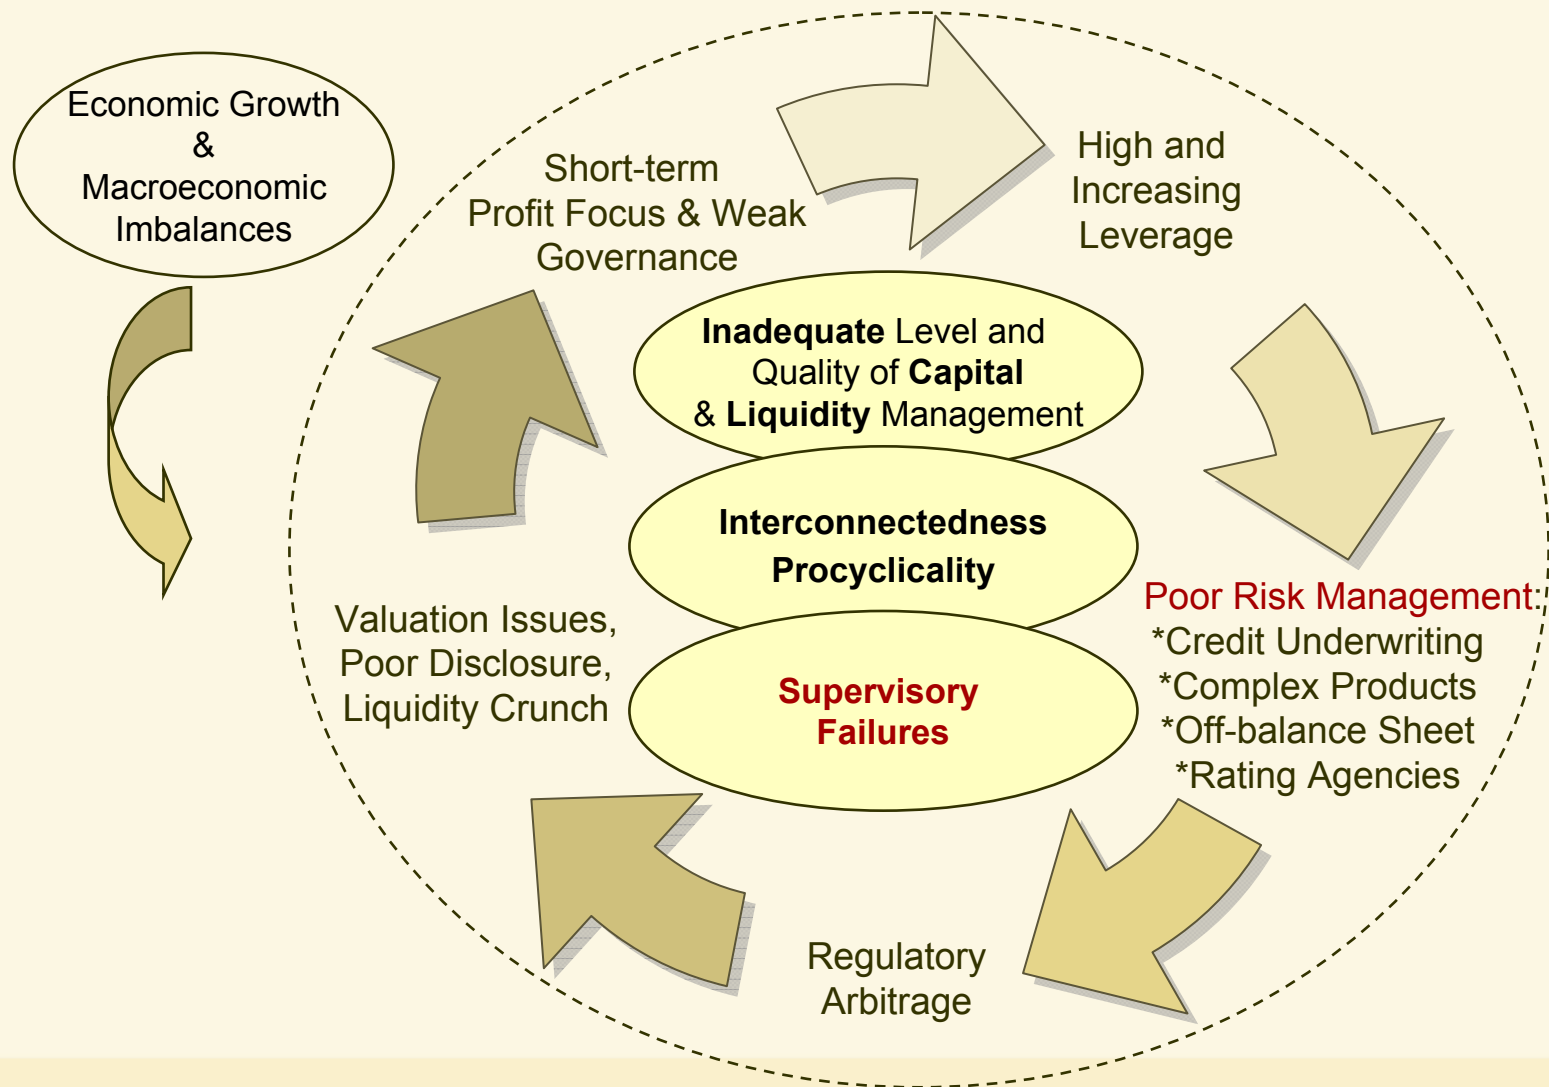 Economic Growth
&
Macroeconomic
Imbalances
Short-term
Profit Focus & Weak
Governance
High and
Increasing
Leverage
Inadequate Level and
Quality of Capital
& Liquidity Management
Interconnectedness
Procyclicality
Supervisory
Failures
Poor Risk Management:
*Credit Underwriting
*Complex Products
*Off-balance Sheet
*Rating Agencies
Valuation Issues,
Poor Disclosure,
Liquidity Crunch
Regulatory
Arbitrage